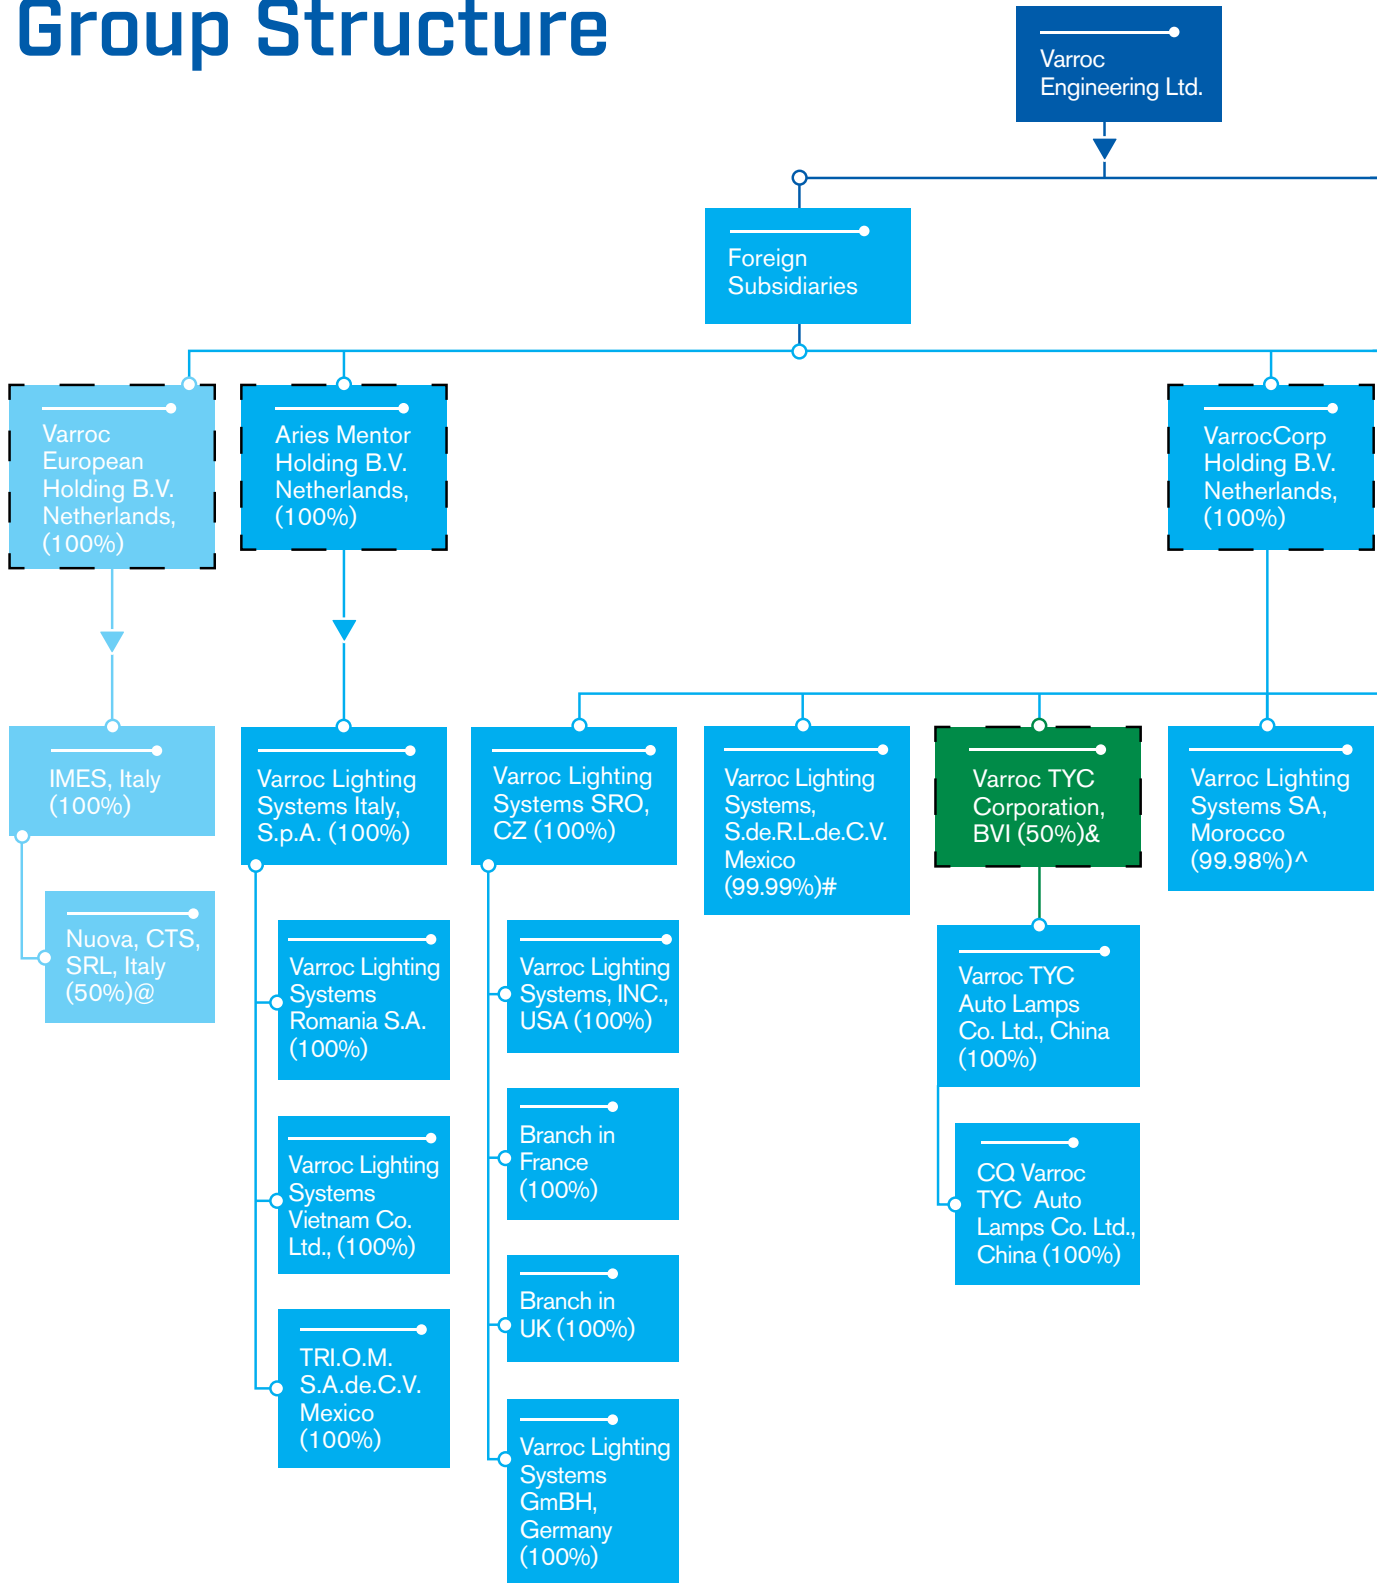 Group Structure
Varroc
Engineering Ltd.
Foreign
Subsidiaries
Varroc
European
Holding B.V.
Netherlands,
(100%)
Aries Mentor
Holding B.V.
Netherlands,
(100%)
VarrocCorp
Holding B.V.
Netherlands,
(100%)
IMES, Italy
(100%)
Nuova, CTS,
SRL, Italy
(50%)@
Varroc Lighting
Systems Italy,
S.p.A. (100%)
Varroc Lighting
Systems
Romania S.A.
(100%)
Varroc Lighting
Systems
Vietnam Co.
Ltd., (100%)
TRI.O.M.
S.A.de.C.V.
Mexico
(100%)
Varroc Lighting
Systems SRO,
CZ (100%)
Varroc Lighting
Systems, INC.,
USA (100%)
Branch in
France
(100%)
Branch in
UK (100%)
Varroc Lighting
Systems
GmBH,
Germany
(100%)
Varroc Lighting
Systems,
S.de.R.L.de.C.V.
Mexico
(99.99%)#
Varroc TYC
Corporation,
BVI (50%)&
Varroc TYC
Auto Lamps
Co. Ltd., China
(100%)
CQ Varroc
TYC  Auto
Lamps Co. Ltd.,
China (100%)
Varroc Lighting
Systems SA,
Morocco
(99.98%)^